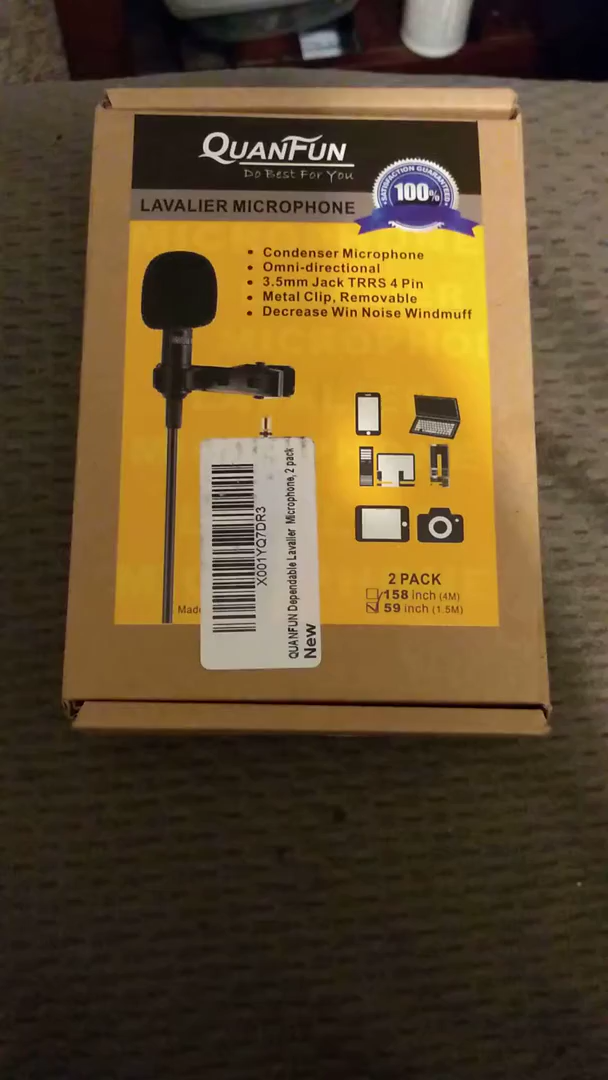 QUANFUN
Do Best For You
SATISFACTION GUARANTEED
100%
LAVALIER MICROPHONE
• Condenser Microphone
• Omni-directional
• 3.5mm Jack TRRS 4 Pin
• Metal Clip, Removable
• Decrease Win Noise Windmuff
X001YQ7DR3
QUANFUN Dependable Lavalier Microphone, 2 pack
New
2 PACK
158 inch (4M)
59 inch (1.5M)